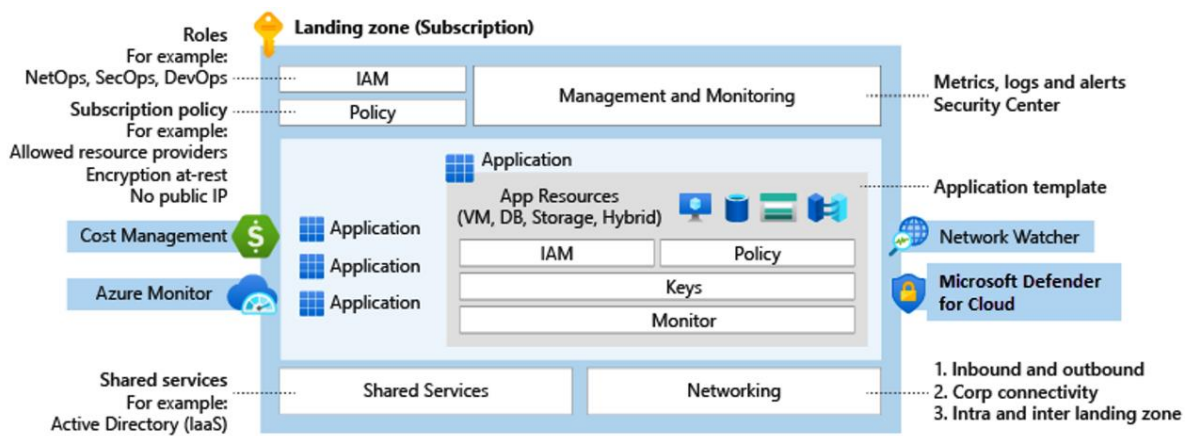 Landing zone (Subscription)
Roles
For example:
NetOps, SecOps, DevOps
Subscription policy
For example:
Allowed resource providers
Encryption at-rest
No public IP
Cost Management
Azure Monitor
Shared services
For example:
Active Directory (IaaS)
IAM
Policy
Management and Monitoring
Application
Application
Application
Application
App Resources
(VM, DB, Storage, Hybrid)
IAM
Policy
Keys
Monitor
Shared Services
Networking
Metrics, logs and alerts
Security Center
Application template
Network Watcher
Microsoft Defender
for Cloud
1. Inbound and outbound
2. Corp connectivity
3. Intra and inter landing zone